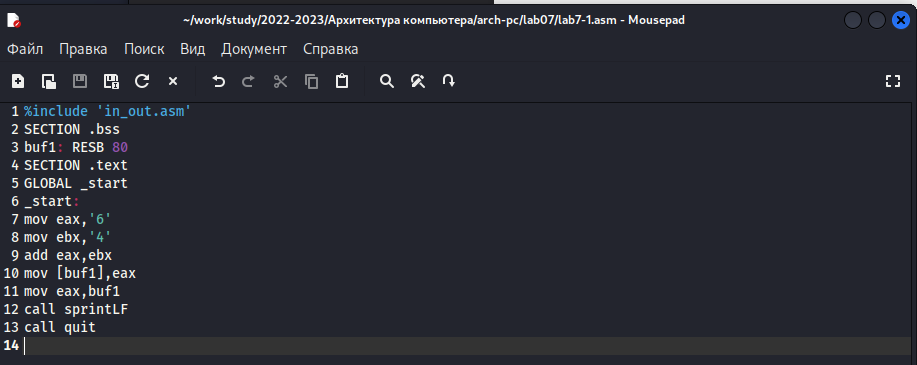 ~/work/study/2022-2023/Архитектура компьютера/arch-pc/lab07/lab7-1.asm - Mousepad
Файл Правка Поиск Вид Документ Справка
1 %include 'in_out.asm'
2 SECTION .bss
3 buf1: RESB 80
4 SECTION .text
5 GLOBAL _start
6 _start:
7 mov eax,'6'
8 mov ebx,'4'
9 add eax,ebx
10 mov [buf1],eax
11 mov eax,buf1
12 call sprintLF
13 call quit
14